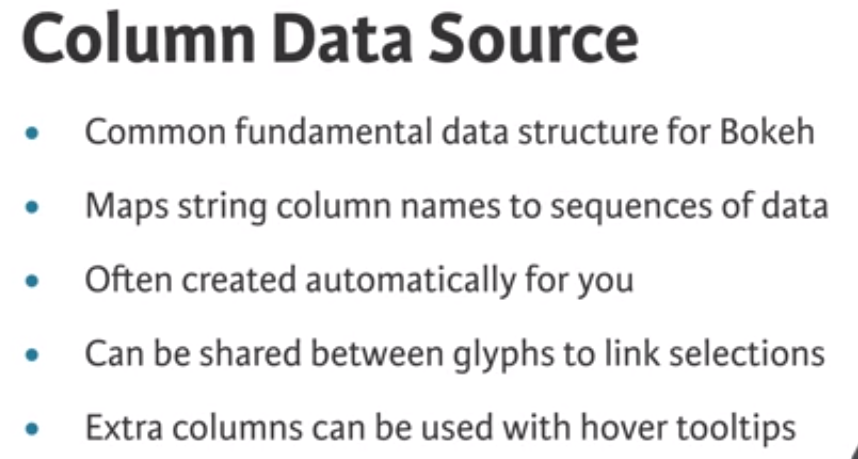 Column Data Source
• Common fundamental data structure for Bokeh
• Maps string column names to sequences of data
• Often created automatically for you
• Can be shared between glyphs to link selections
• Extra columns can be used with hover tooltips